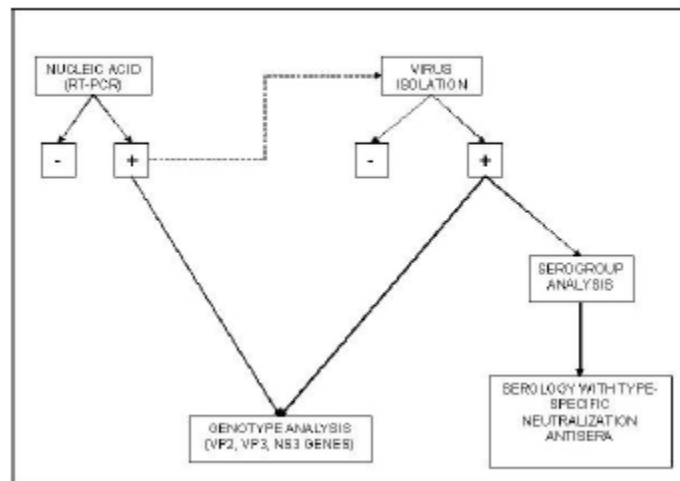 NUCLEIC ACID
(RT-PCR)
VIRUS
ISOLATION
-
+
-
+
SEROGROUP
ANALYSIS
GENOTYPE ANALYSIS
(VP2, VP3, NS3 GENES)
SEROLOGY WITH TYPE-
SPECIFIC
NEUTRALIZATION
ANTISERA